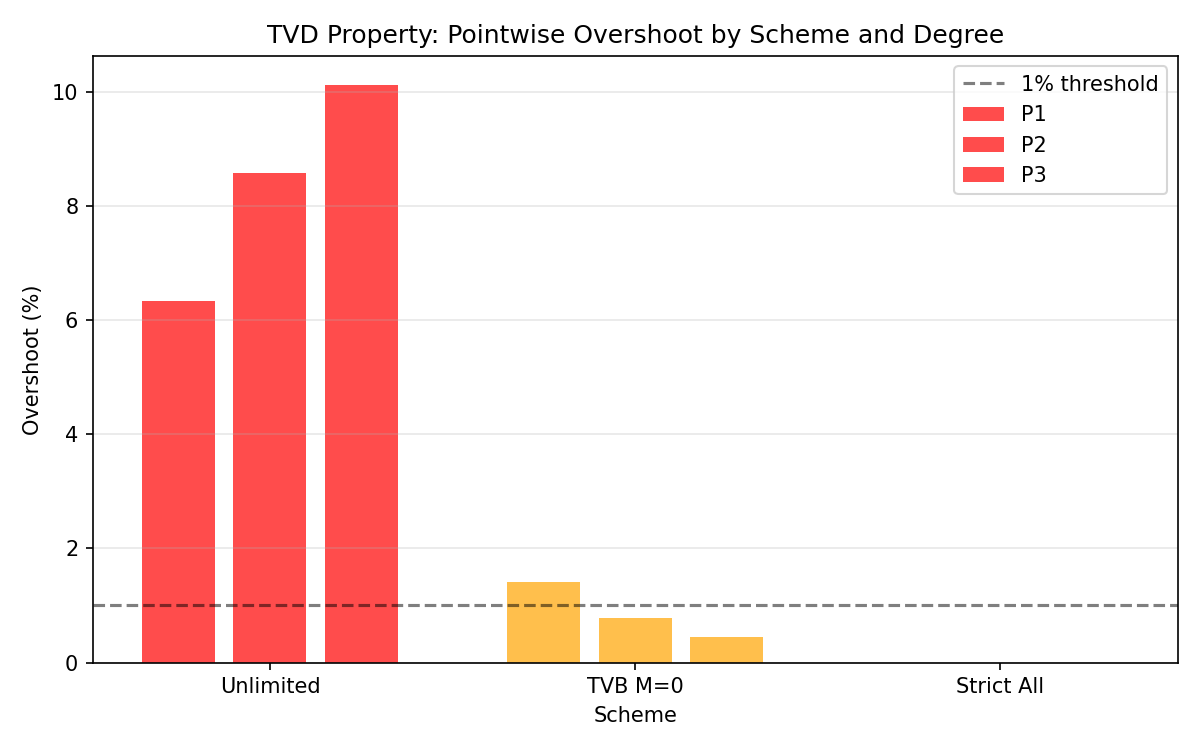 TVD Property: Pointwise Overshoot by Scheme and Degree
1% threshold
P1
P2
P3
Overshoot (%)
10
8
6
4
2
0
Unlimited
TVB M=0
Strict All
Scheme